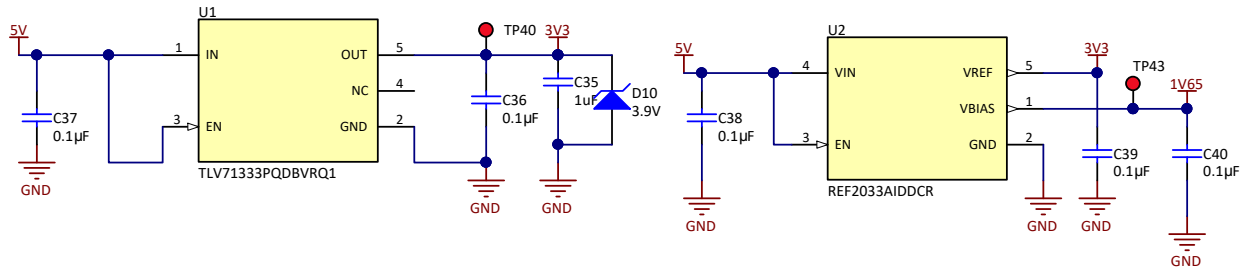 U1
5V
1
IN
OUT
5
TP40
3V3
NC
4
C37
0.1µF
3
EN
GND
2
C36
0.1µF
C35
1uF
D10
3.9V
TLV71333PQDBVRQ1
GND
GND
GND
U2
5V
4
VIN
VREF
5
3V3
TP43
VBIAS
1
1V65
C38
0.1µF
3
EN
GND
2
C39
0.1µF
C40
0.1µF
REF2033AIDDCR
GND
GND
GND
GND